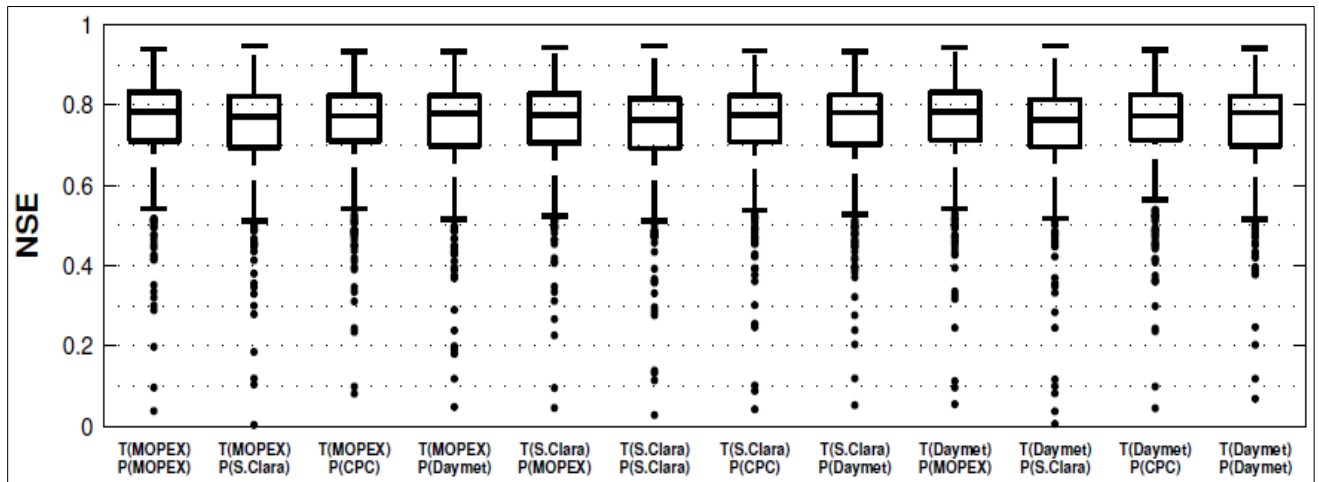 1
0.8
0.6
0.4
0.2
0
NSE
T(MOPEX) T(MOPEX) T(MOPEX) T(MOPEX) T(S.Clara) T(S.Clara) T(S.Clara) T(S.Clara) T(Daymet) T(Daymet) T(Daymet) T(Daymet)
P(MOPEX) P(S.Clara) P(CPC) P(Daymet) P(MOPEX) P(S.Clara) P(CPC) P(Daymet) P(MOPEX) P(S.Clara) P(CPC) P(Daymet)